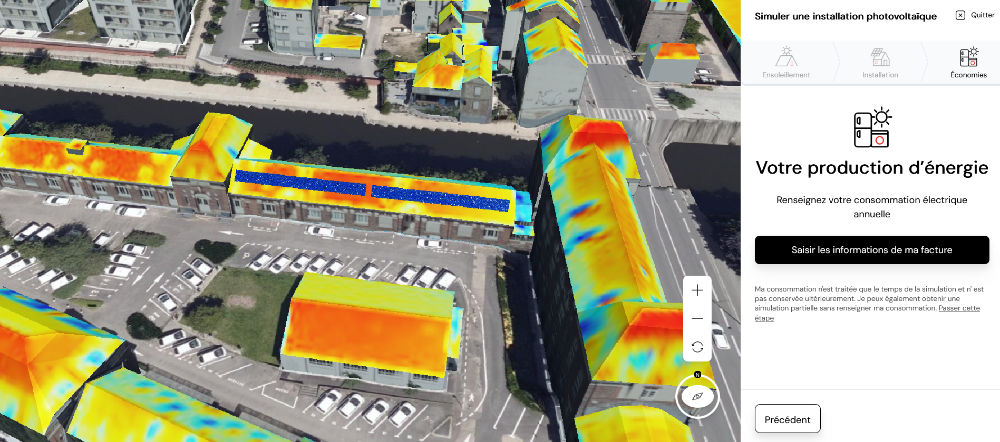 Simuler une installation photovoltaïque
Quitter
Ensoleillement
Installation
Économies
Votre production d’énergie
Renseignez votre consommation électrique
annuelle
Saisir les informations de ma facture
Ma consommation n'est traitée que le temps de la simulation et n' est
pas conservée ultérieurement. Je peux également obtenir une
simulation partielle sans renseigner ma consommation. Passer cette
étape
N
Précédent